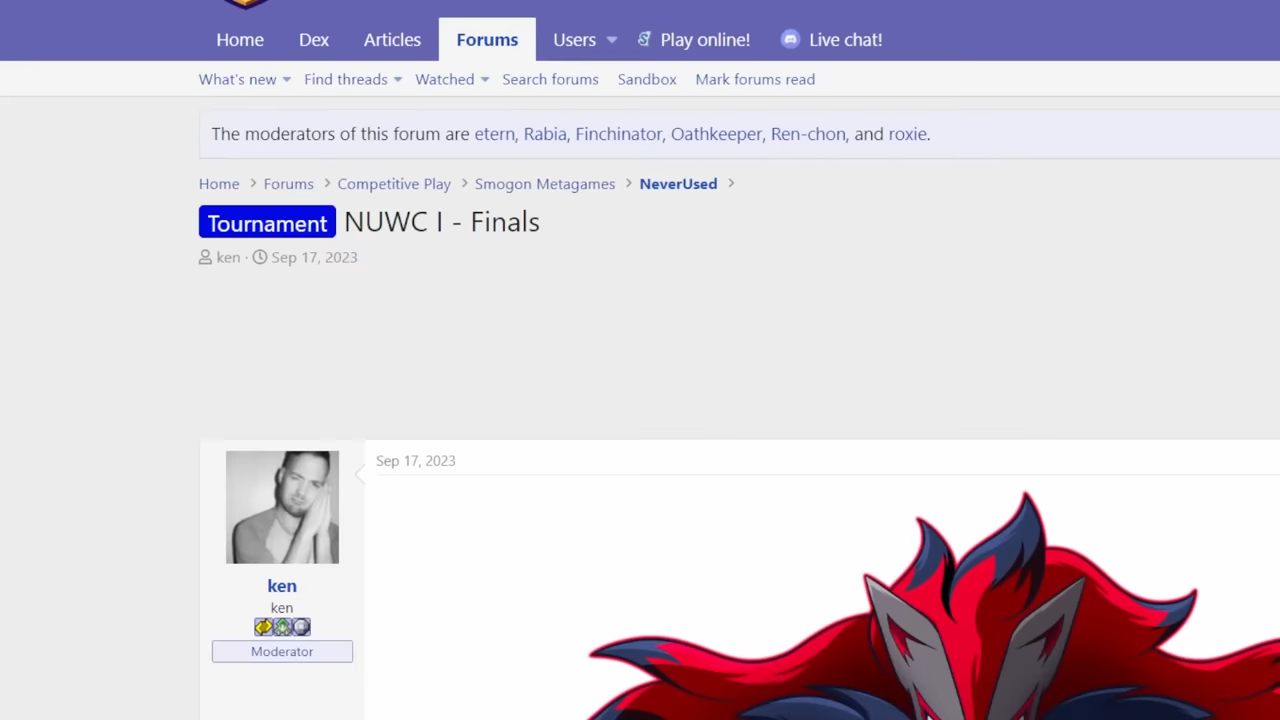 Home Dex Articles Forums Users Play online! Live chat!
What's new Find threads Watched Search forums Sandbox Mark forums read
The moderators of this forum are etern, Rabia, Finchinator, Oathkeeper, Ren-chon, and roxie.
Home Forums Competitive Play Smogon Metagames NeverUsed
Tournament NUWC I - Finals
ken · Sep 17, 2023
Sep 17, 2023
ken
ken
Moderator